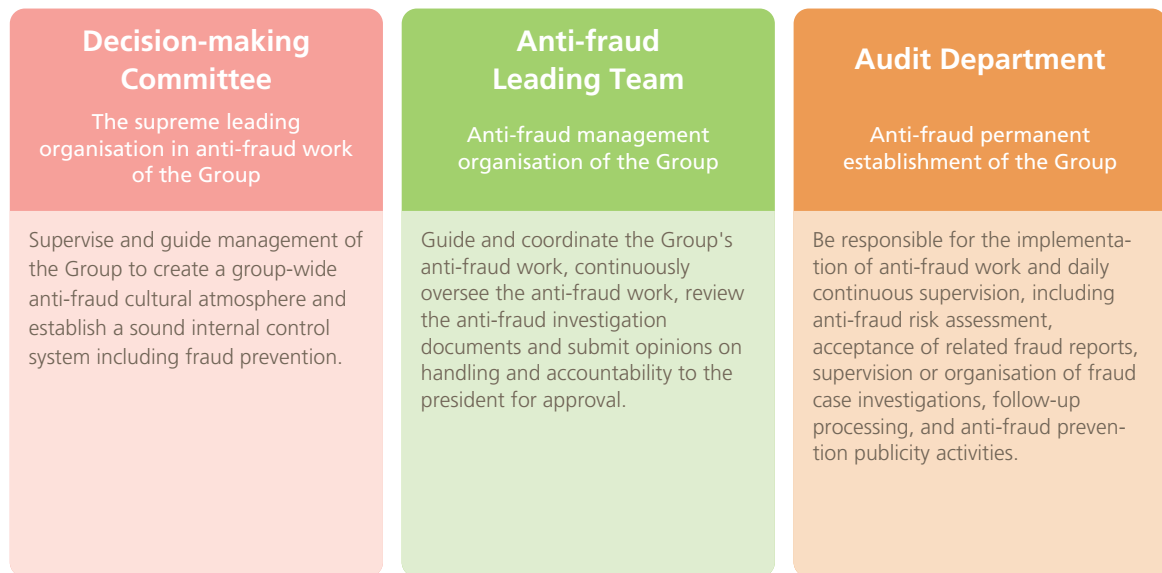 Decision-making
Committee
The supreme leading
organisation in anti-fraud work
of the Group
Supervise and guide management of
the Group to create a group-wide
anti-fraud cultural atmosphere and
establish a sound internal control
system including fraud prevention.
Anti-fraud
Leading Team
Anti-fraud management
organisation of the Group
Guide and coordinate the Group's
anti-fraud work, continuously
oversee the anti-fraud work, review
the anti-fraud investigation
documents and submit opinions on
handling and accountability to the
president for approval.
Audit Department
Anti-fraud permanent
establishment of the Group
Be responsible for the implementa-
tion of anti-fraud work and daily
continuous supervision, including
anti-fraud risk assessment,
acceptance of related fraud reports,
supervision or organisation of fraud
case investigations, follow-up
processing, and anti-fraud preven-
tion publicity activities.